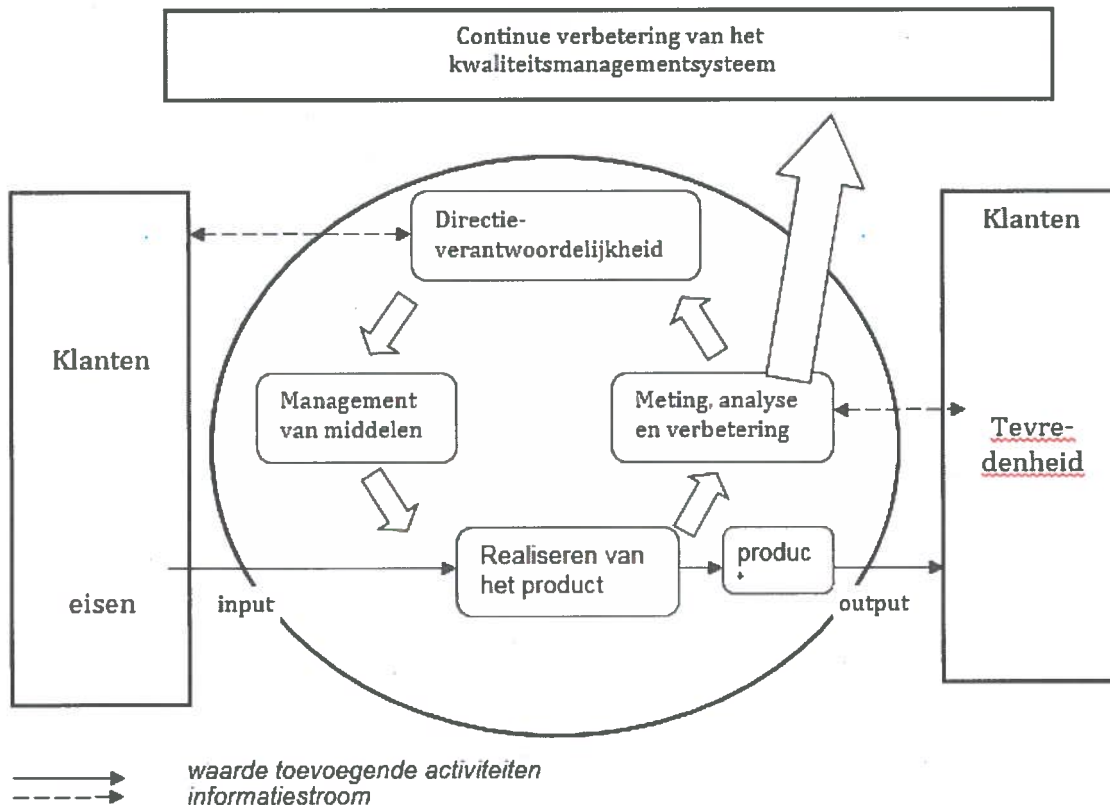 Continue verbetering van het
kwaliteitsmanagementsysteem
Klanten
eisen
Directie-
verantwoordelijkheid
Management
van middelen
Meting, analyse
en verbetering
Realiseren van
het product
produc
input
output
Klanten
Tevre-
denheid
waarde toevoegende activiteiten
informatiestroom